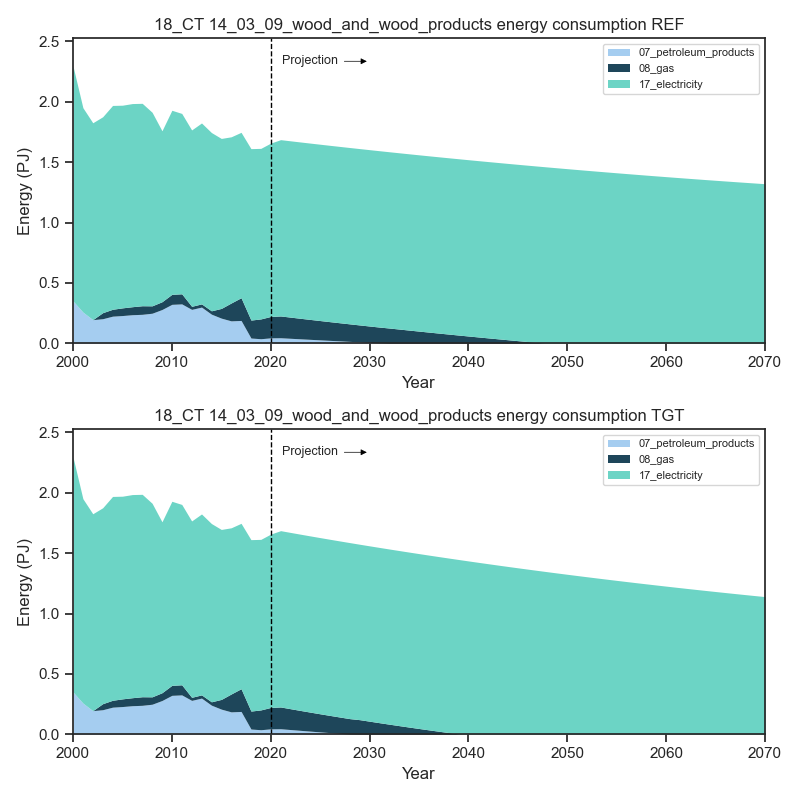 18_CT 14_03_09_wood_and_wood_products energy consumption REF
2.5
2.0
1.5
1.0
0.5
0.0
Energy (PJ)
Projection
07_petroleum_products
08_gas
17_electricity
2000 2010 2020 2030 2040 2050 2060 2070
Year
18_CT 14_03_09_wood_and_wood_products energy consumption TGT
2.5
2.0
1.5
1.0
0.5
0.0
Energy (PJ)
Projection
07_petroleum_products
08_gas
17_electricity
2000 2010 2020 2030 2040 2050 2060 2070
Year